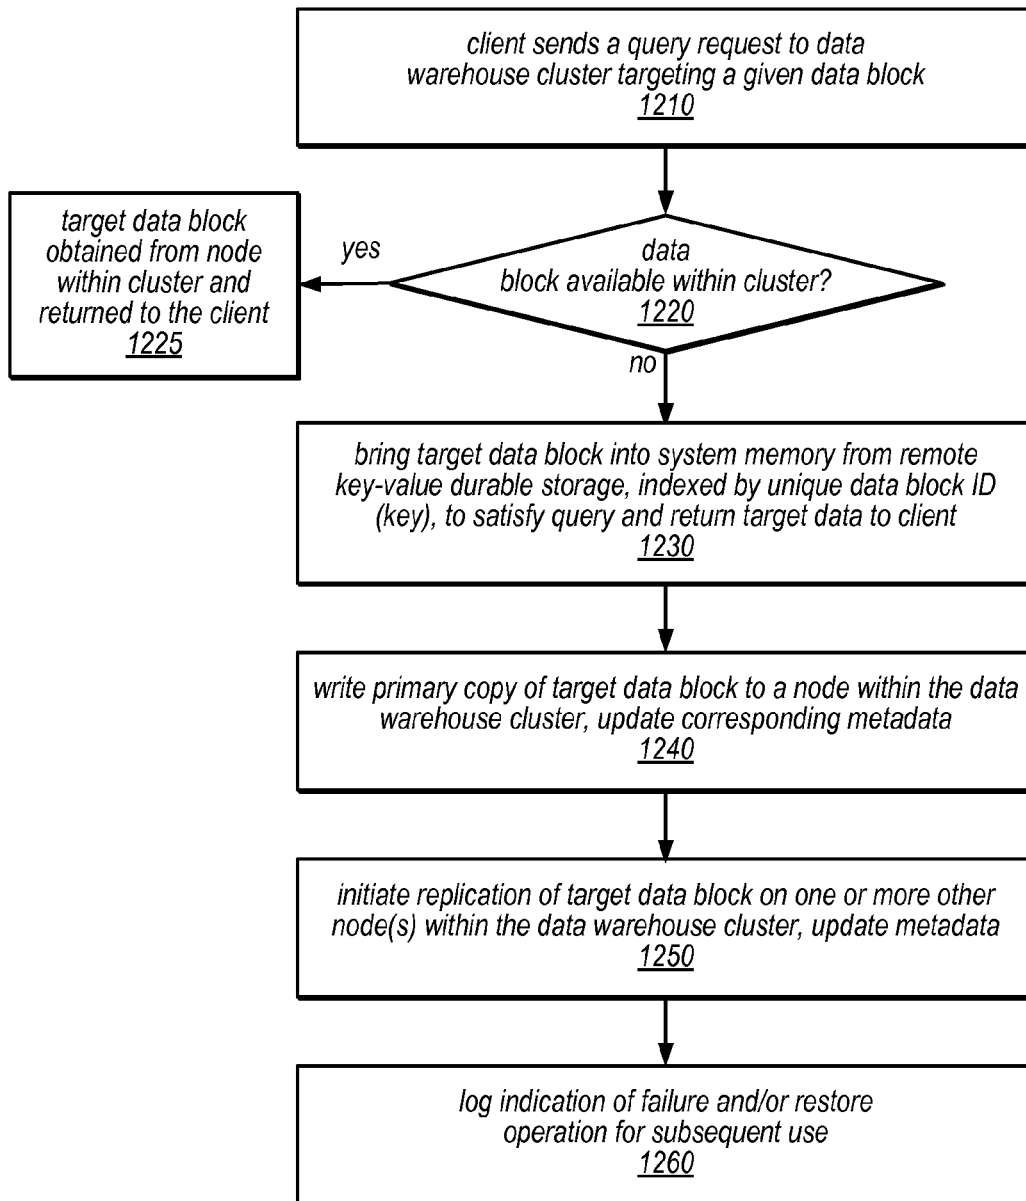 client sends a query request to data
warehouse cluster targeting a given data block
1210
target data block
obtained from node
within cluster and
returned to the client
1225
yes
data
block available within cluster?
1220
no
bring target data block into system memory from remote
key-value durable storage, indexed by unique data block ID
(key), to satisfy query and return target data to client
1230
write primary copy of target data block to a node within the data
warehouse cluster, update corresponding metadata
1240
initiate replication of target data block on one or more other
node(s) within the data warehouse cluster, update metadata
1250
log indication of failure and/or restore
operation for subsequent use
1260